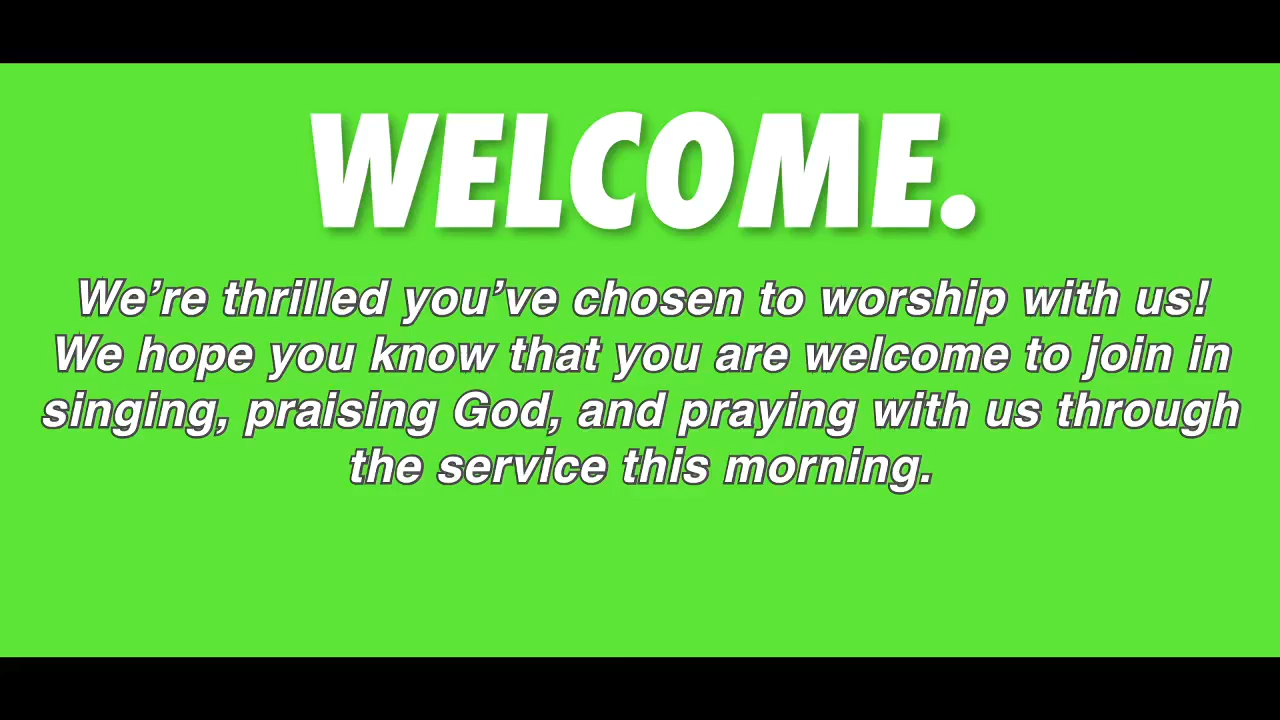 WELCOME.
We’re thrilled you’ve chosen to worship with us!
We hope you know that you are welcome to join in
singing, praising God, and praying with us through
the service this morning.